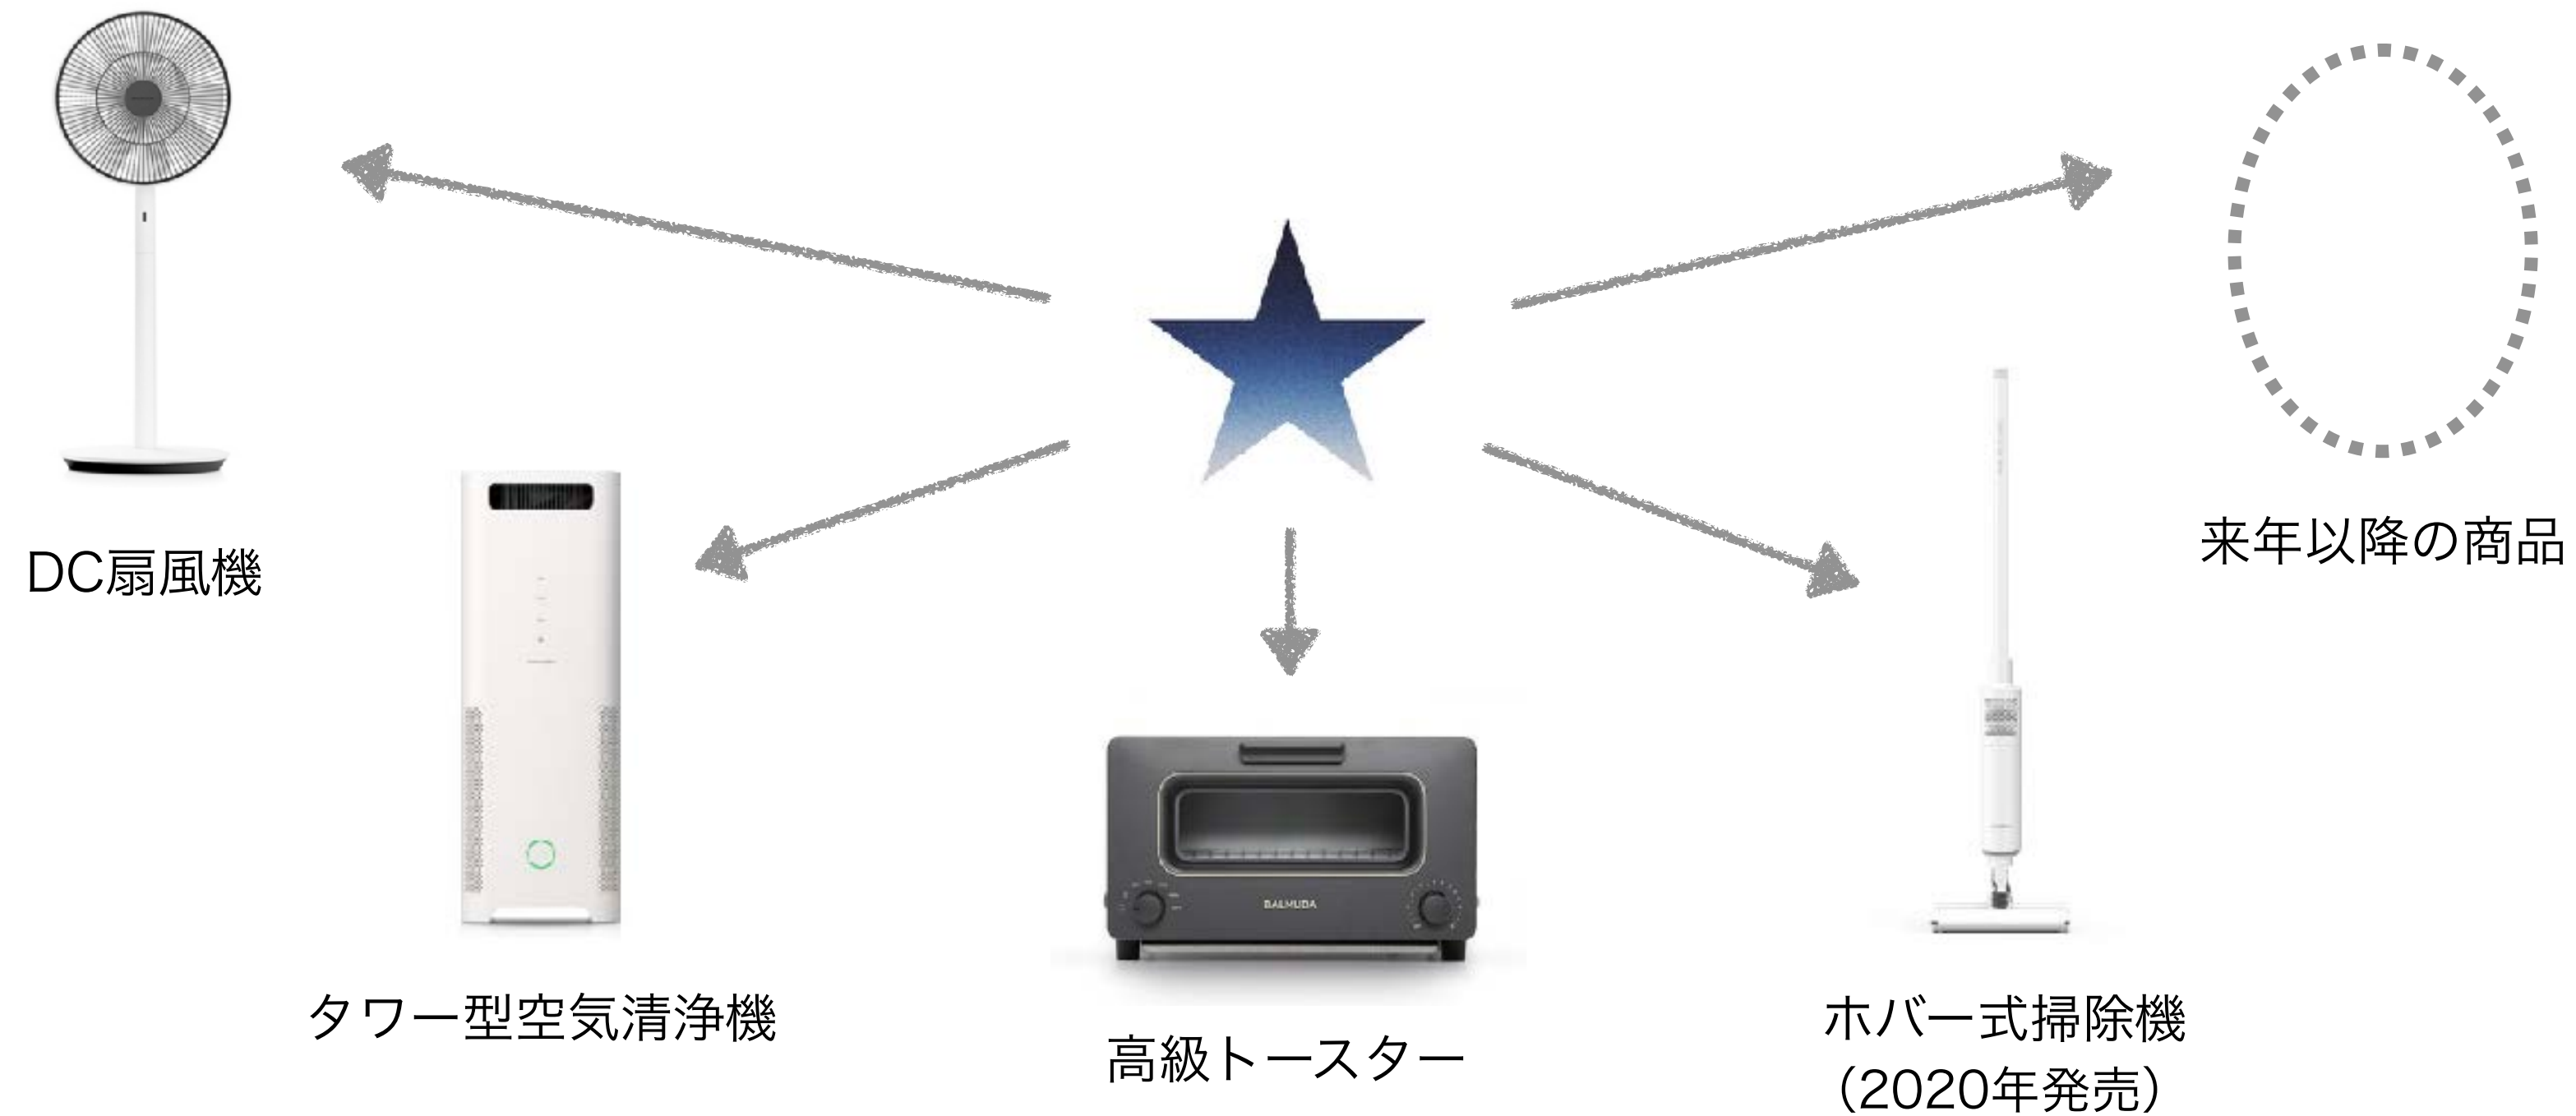 DC扇風機
来年以降の商品
タワー型空気清浄機
BALMUDA
高級トースター
ホバー式掃除機
（2020年発売）